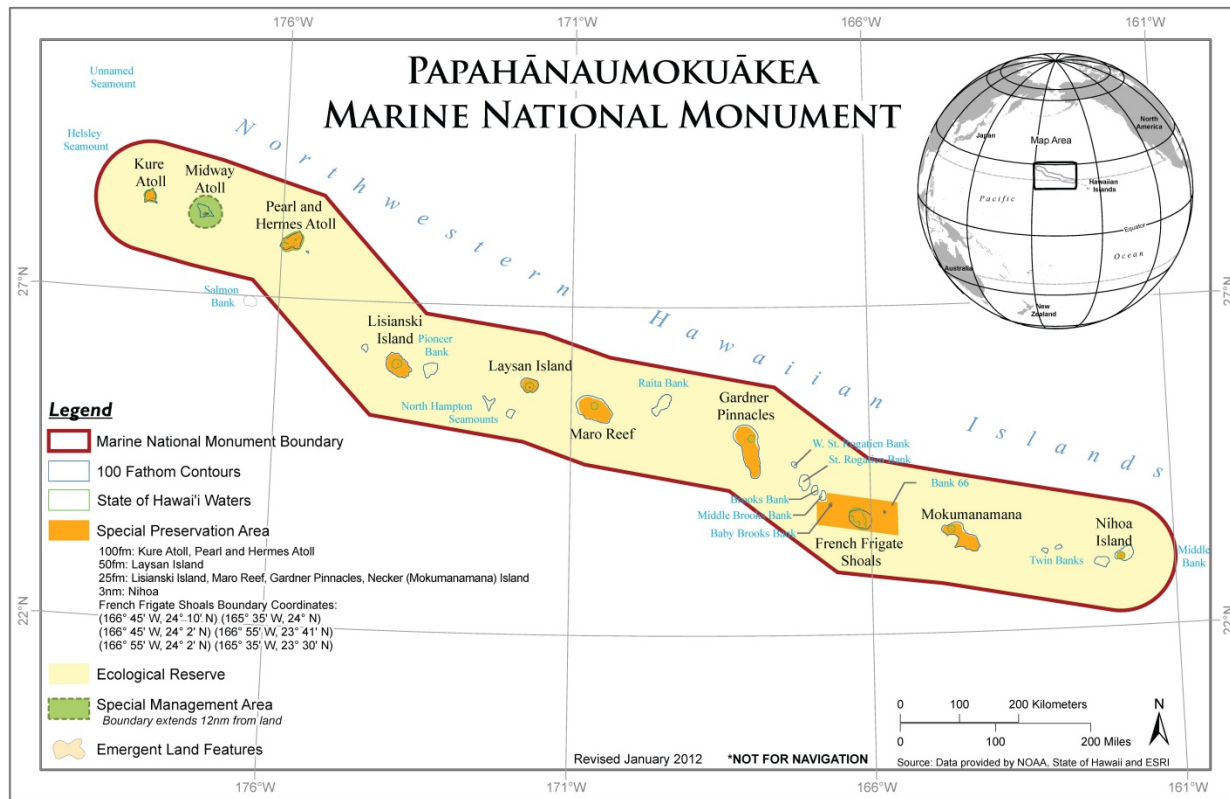 176°W
171°W
166°W
161°W
PAPAHĀNAUMOKUĀKEA
MARINE NATIONAL MONUMENT
Unnamed
Seamount
Helsley
Seamount
Northwestern Hawaiian Islands
Kure
Atoll
Midway
Atoll
Pearl and
Hermes Atoll
Salmon
Bank
27°N
27°N
Lisianski
Island
Pioneer
Bank
Laysan Island
North Hampton
Seamounts
Maro Reef
Raita Bank
Gardner
Pinnacles
W. St. Rogatien Bank
St. Rogatien Bank
Brooks Bank
Middle Brooks Bank
Baby Brooks Bank
Bank 66
French Frigate
Shoals
Mokumanamana
Twin Banks
Nihoa
Island
Middle
Bank
22°N
22°N
Japan
North
America
Map Area
Hawaiian
Islands
Pacific
Equator
Ocean
Australia
New
Zealand
Legend
Marine National Monument Boundary
100 Fathom Contours
State of Hawai'i Waters
Special Preservation Area
100fm: Kure Atoll, Pearl and Hermes Atoll
50fm: Laysan Island
25fm: Lisianski Island, Maro Reef, Gardner Pinnacles, Necker (Mokumanamana) Island
3nm: Nihoa
French Frigate Shoals Boundary Coordinates:
(166° 45' W, 24° 10' N) (165° 35' W, 24° N)
(166° 45' W, 24° 2' N) (166° 55' W, 23° 41' N)
(166° 55' W, 24° 2' N) (165° 35' W, 23° 30' N)
Ecological Reserve
Special Management Area
Boundary extends 12nm from land
Emergent Land Features
Revised January 2012
*NOT FOR NAVIGATION
0 100 200 Kilometers
0 100 200 Miles
N
Source: Data provided by NOAA, State of Hawaii and ESRI
176°W
171°W
166°W
161°W